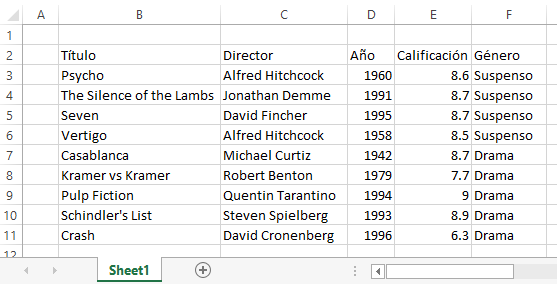 A B C D E F
1
2 Título Director Año Calificación Género
3 Psycho Alfred Hitchcock 1960 8.6 Suspenso
4 The Silence of the Lambs Jonathan Demme 1991 8.7 Suspenso
5 Seven David Fincher 1995 8.7 Suspenso
6 Vertigo Alfred Hitchcock 1958 8.5 Suspenso
7 Casablanca Michael Curtiz 1942 8.7 Drama
8 Kramer vs Kramer Robert Benton 1979 7.7 Drama
9 Pulp Fiction Quentin Tarantino 1994 9 Drama
10 Schindler's List Steven Spielberg 1993 8.9 Drama
11 Crash David Cronenberg 1996 6.3 Drama
12
Sheet1